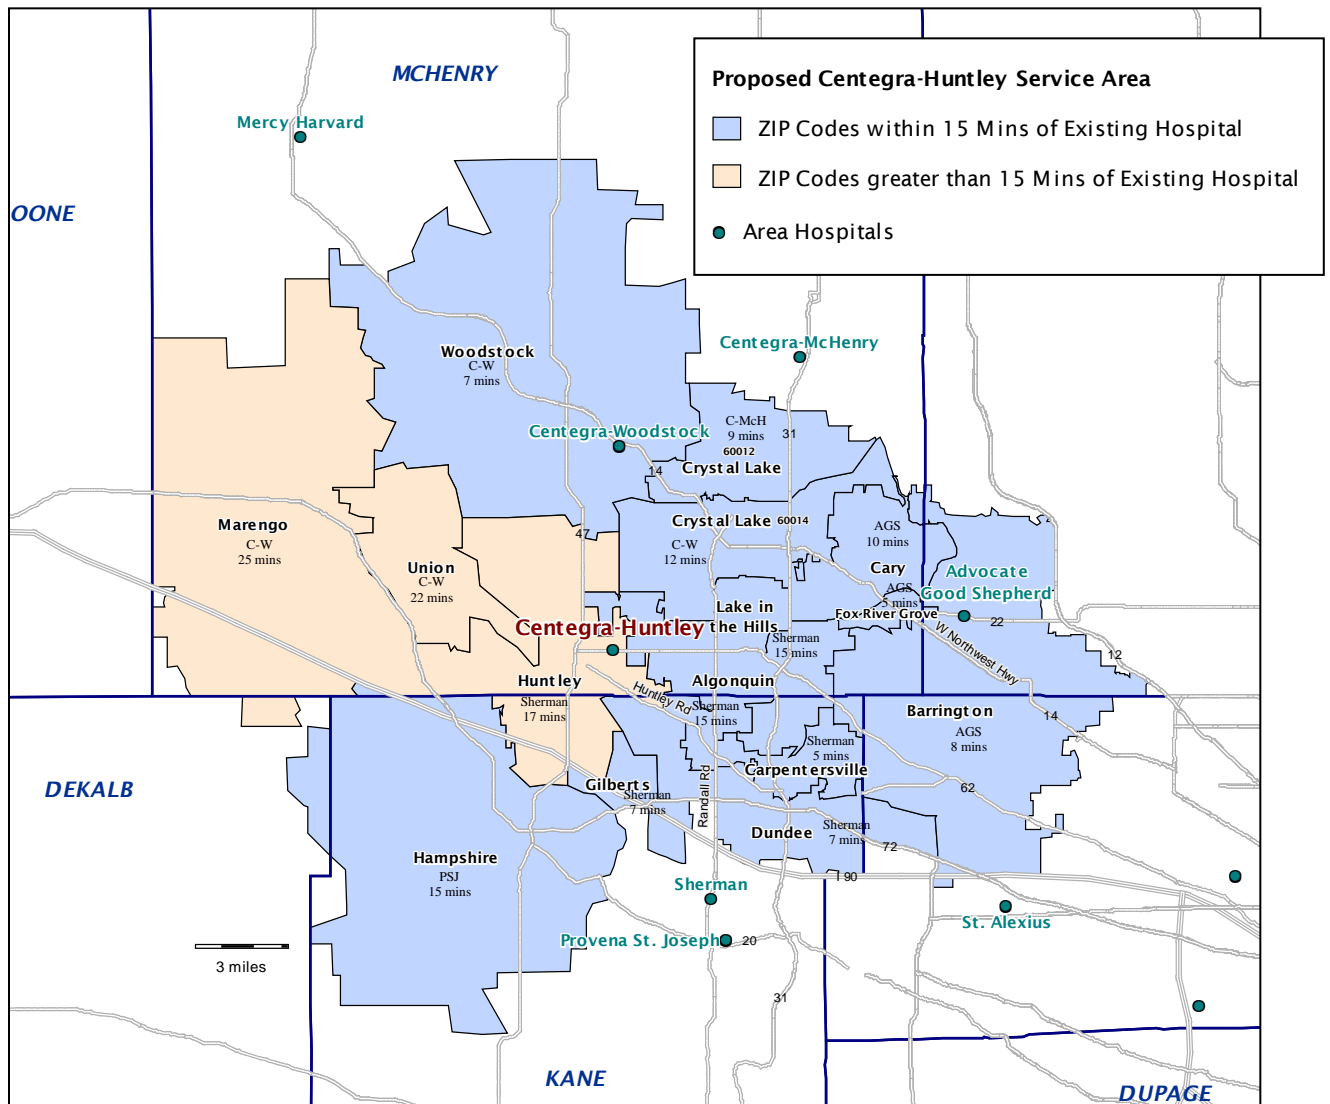 MCHENRY
Proposed Centegra-Huntley Service Area
ZIP Codes within 15 Mins of Existing Hospital
ZIP Codes greater than 15 Mins of Existing Hospital
Area Hospitals
Mercy Harvard
OONE
Centegra-McHenry
Woodstock
C-W
7 mins
Centegra-Woodstock
C-McH
9 mins
60012
Crystal Lake
31
14
Crystal Lake 60014
C-W
12 mins
47
Marengo
C-W
25 mins
Union
C-W
22 mins
AGS
10 mins
Cary
AGS
5 mins
Fox River Grove
Advocate
Good Shepherd
22
W Northwest Hwy
12
Lake in
the Hills
Centegra-Huntley
Sherman
15 mins
Huntley
Sherman
17 mins
Huntley Rd
Algonquin
Sherman
15 mins
Barrington
AGS
8 mins
14
Sherman
5 mins
Carpentersville
Gilberts
Sherman
7 mins
Randall Rd
62
DEKALB
Dundee
Sherman
7 mins
72
Hampshire
PSJ
15 mins
I 90
Sherman
St. Alexius
Provena St. Joseph
20
3 miles
31
KANE
DUPAGE